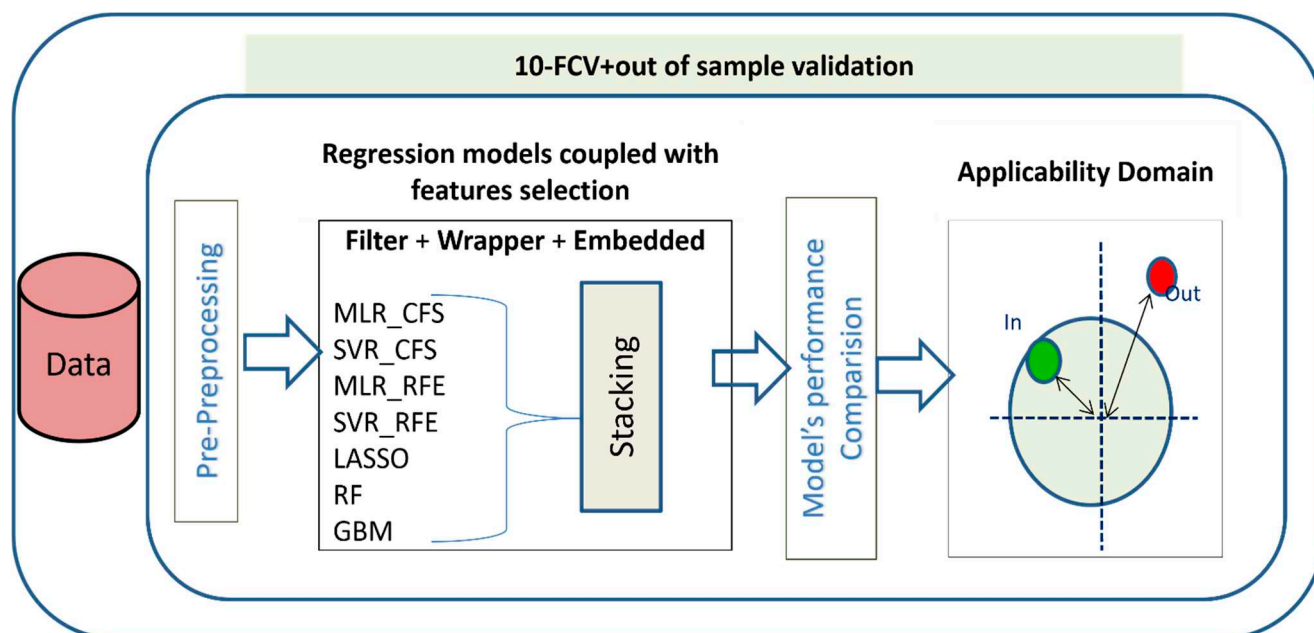 10-FCV+out of sample validation
Data
Pre-Preprocessing
Regression models coupled with
features selection
Filter + Wrapper + Embedded
MLR_CFS
SVR_CFS
MLR_RFE
SVR_RFE
LASSO
RF
GBM
Stacking
Model's performance
Comparision
Applicability Domain
In
Out